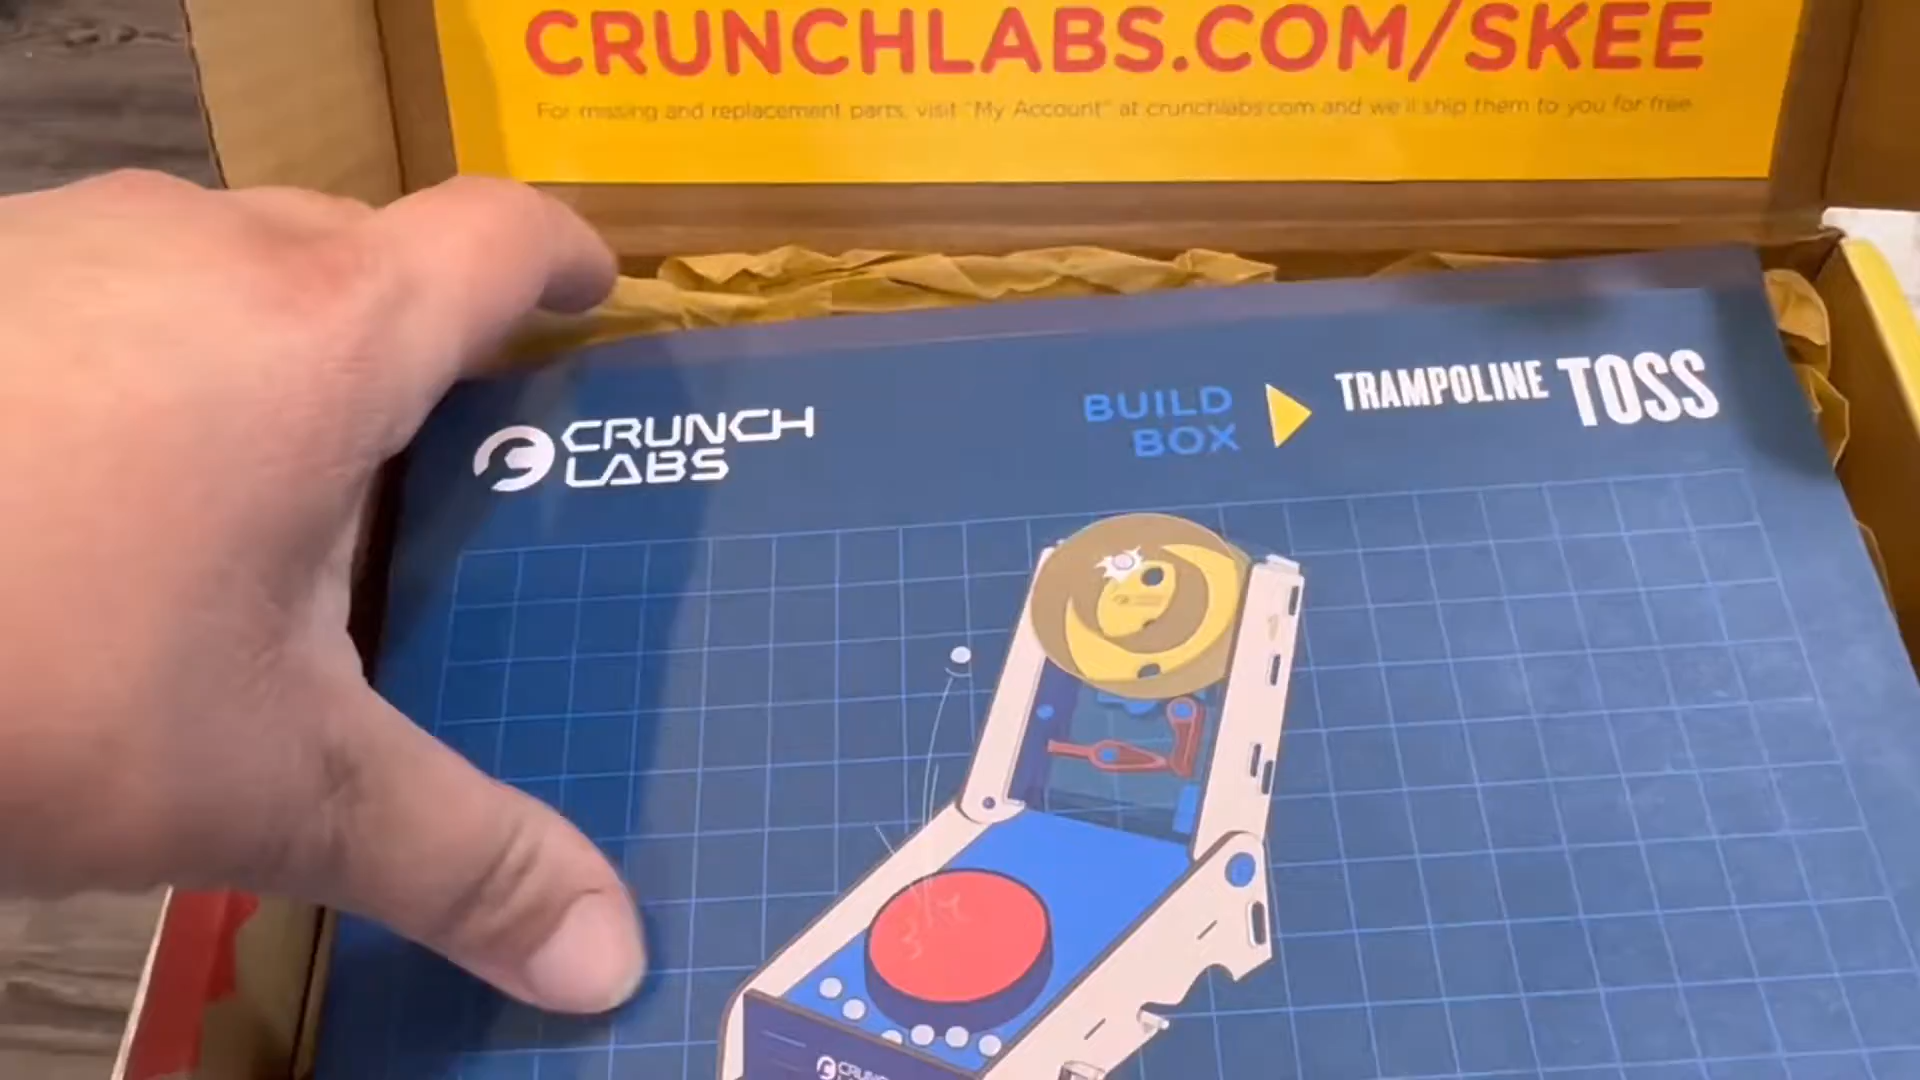 CRUNCHLABS.COM/SKEE
For missing and replacement parts, visit "My Account" at crunchlabs.com and we'll ship them to you for free.
CRUNCH
LABS
BUILD
BOX
TRAMPOLINE TOSS